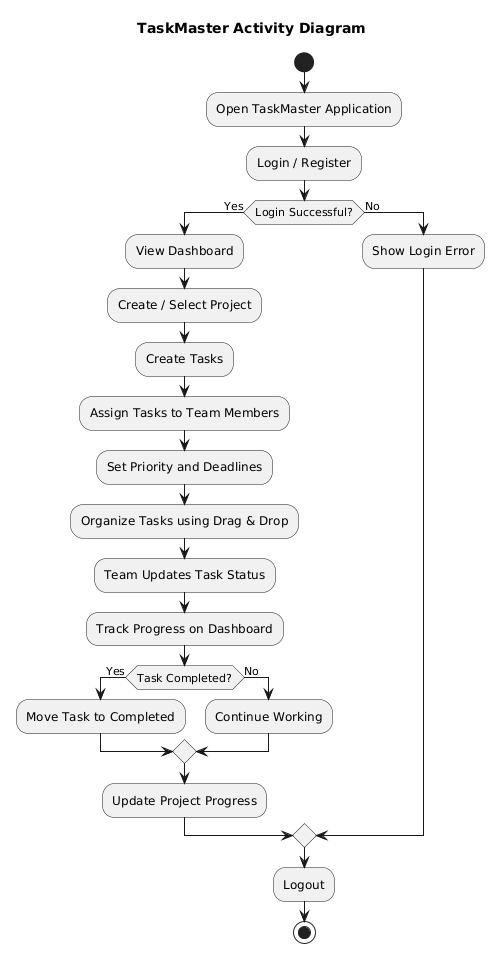 TaskMaster Activity Diagram
Open TaskMaster Application
Login / Register
Yes
Login Successful?
No
View Dashboard
Show Login Error
Create / Select Project
Create Tasks
Assign Tasks to Team Members
Set Priority and Deadlines
Organize Tasks using Drag & Drop
Team Updates Task Status
Track Progress on Dashboard
Yes
Task Completed?
No
Move Task to Completed
Continue Working
Update Project Progress
Logout